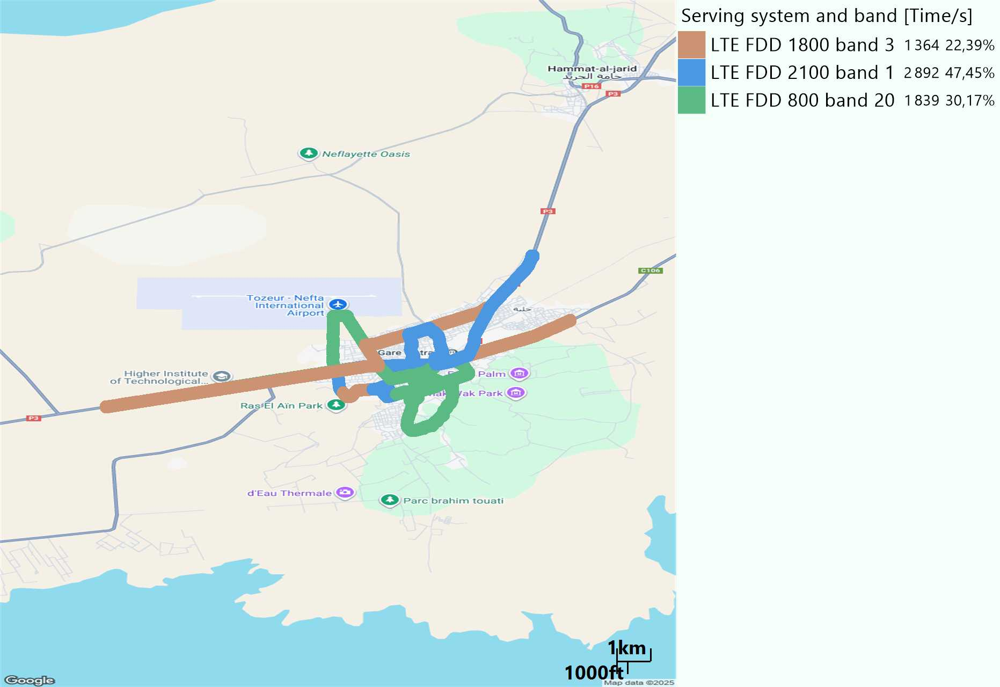 Serving system and band [Time/s]
LTE FDD 1800 band 3 1 364 22,39%
LTE FDD 2100 band 1 2 892 47,45%
LTE FDD 800 band 20 1 839 30,17%
Hammat-al-jarid
حامة الجريد
P16
P3
Neflayette Oasis
P3
C106
Tozeur - Nefta
International
Airport
حلبة
Gare
Higher Institute
of Technological...
Palm
Park
Ras El Aïn Park
P3
d'Eau Thermale
Parc brahim touati
1km
1000ft
Google
Map data ©2025